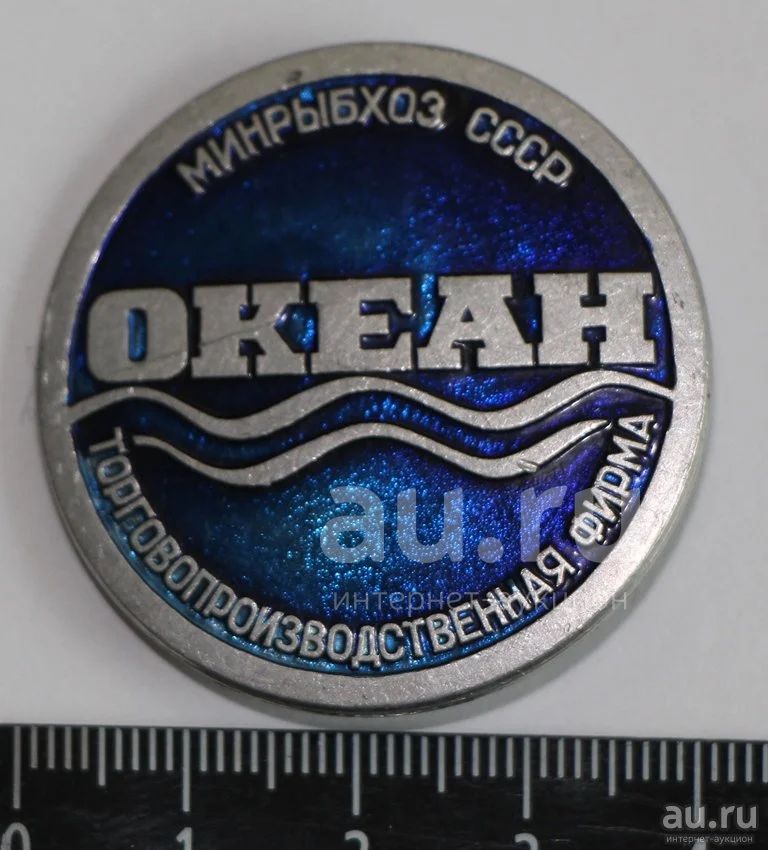 МИНРЫБХОЗ СССР
ОКЕАН
ТОРГОВОПРОИЗВОДСТВЕННАЯ ФИРМА
au.ru
интернет-аукцион
0 1 2 3
au.ru
интернет-аукцион